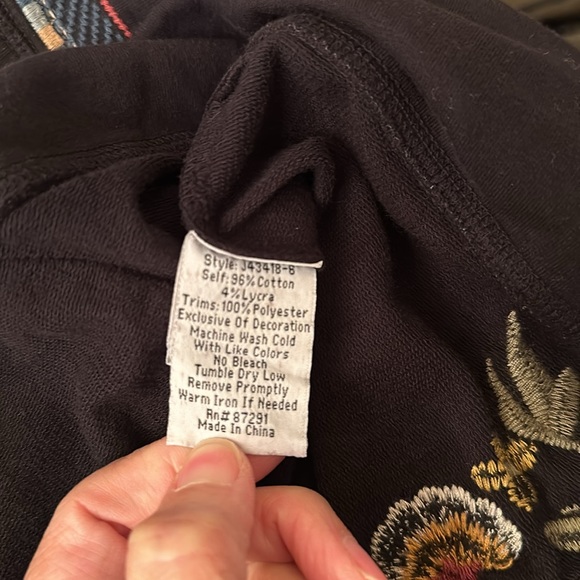 Style: J43418-B
Self: 96% Cotton
4% Lycra
Trims: 100% Polyester
Exclusive Of Decoration
Machine Wash Cold
With Like Colors
No Bleach
Tumble Dry Low
Remove Promptly
Warm Iron If Needed
Rn# 87291
Made In China